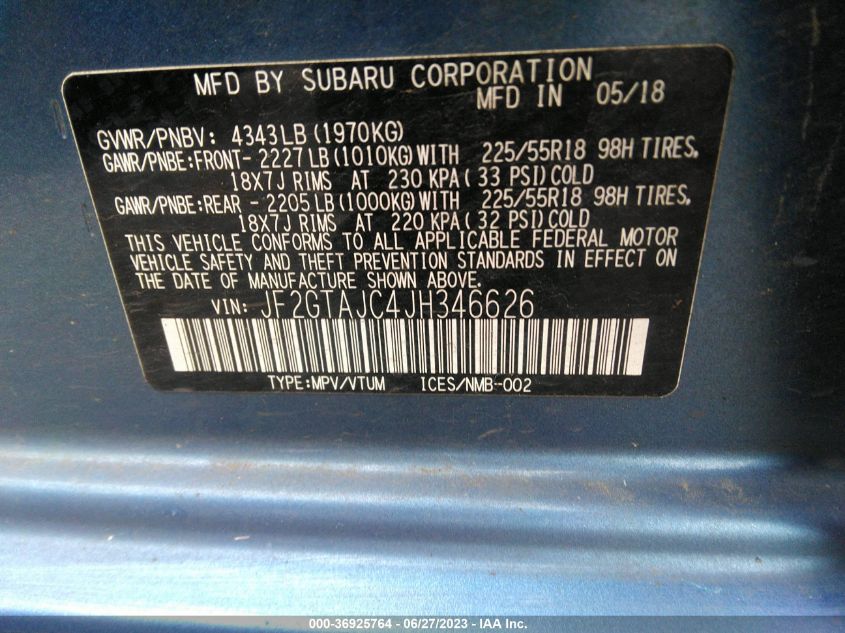 MFD BY SUBARU CORPORATION
MFD IN 05/18
GVWR/PNBV: 4343LB (1970KG)
GAWR/PNBE:FRONT- 2227LB (1010KG) WITH 225/55R18 98H TIRES,
18X7J RIMS AT 230 KPA ( 33 PSI) COLD
GAWR/PNBE:REAR - 2205LB (1000KG) WITH 225/55R18 98H TIRES,
18X7J RIMS AT 220 KPA ( 32 PSI) COLD
THIS VEHICLE CONFORMS TO ALL APPLICABLE FEDERAL MOTOR
VEHICLE SAFETY AND THEFT PREVENTION STANDARDS IN EFFECT ON
THE DATE OF MANUFACTURE SHOWN ABOVE.
VIN: JF2GTAJC4JH346626
TYPE:MPV/VTUM ICES/NMB-002
000-36925764 - 06/27/2023 - IAA Inc.